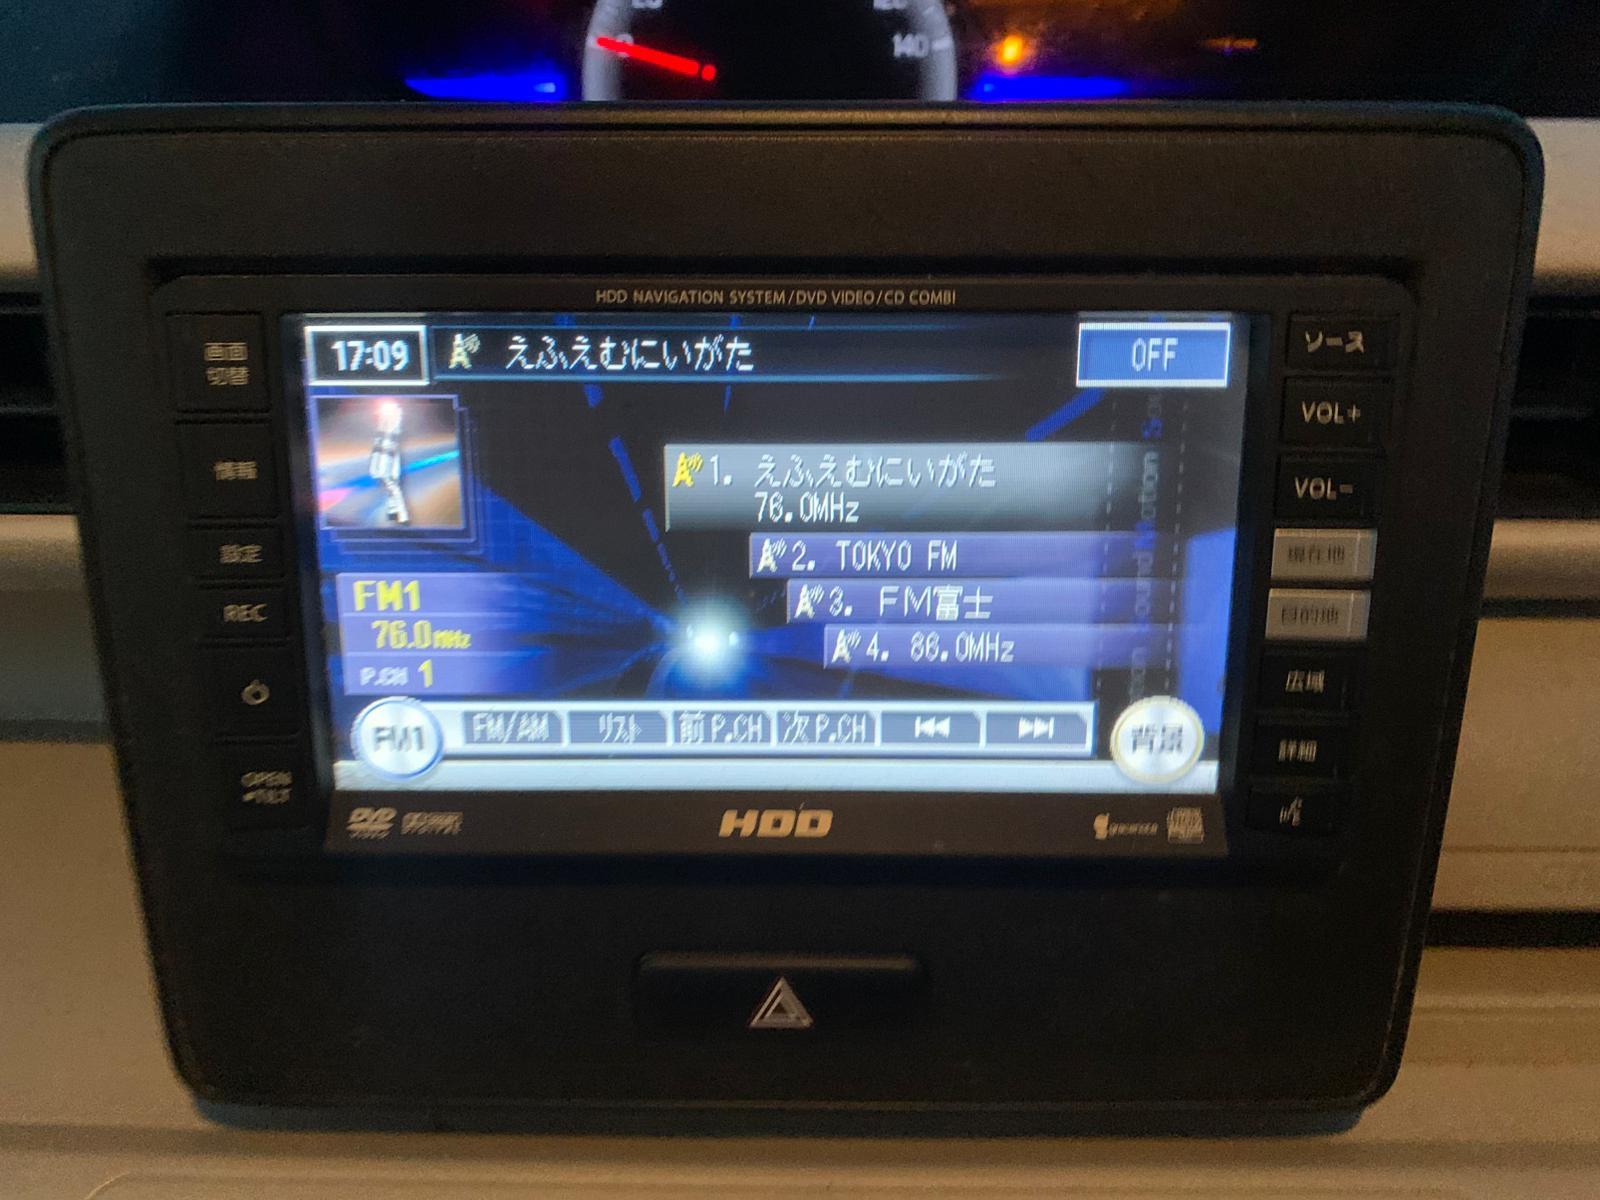 140
HDD NAVIGATION SYSTEM/DVD VIDEO/CD COMBI
画面
切替
17:09
えふえむにいがた
OFF
ソース
VOL+
1. えふえむにいがた
76.0MHz
情報
VOL-
設定
2. TOKYO FM
現在地
FM1
3. FM富士
REC
目的地
76.0MHz
4. 86.0MHz
P.CH 1
広域
FM1
FM/AM
リスト
前 P.CH
次 P.CH
背景
詳細
OPEN
DVD
VIDEO
HDD